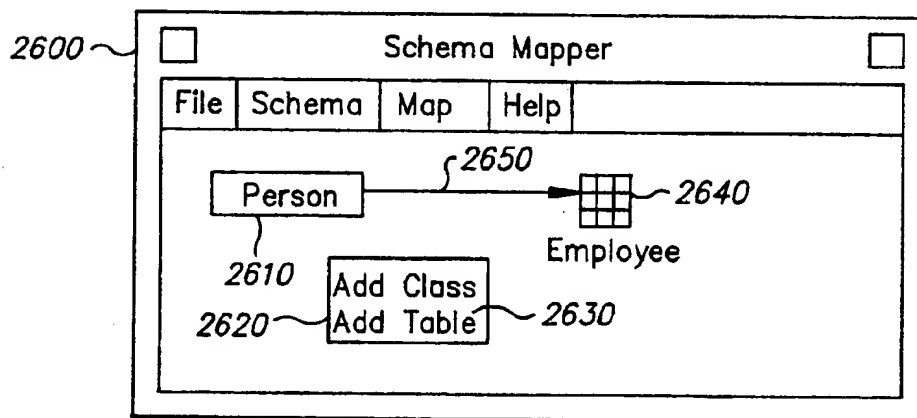 2600
Schema Mapper
File Schema Map Help
2650
Person
2640
Employee
2610
Add Class
2620
Add Table
2630